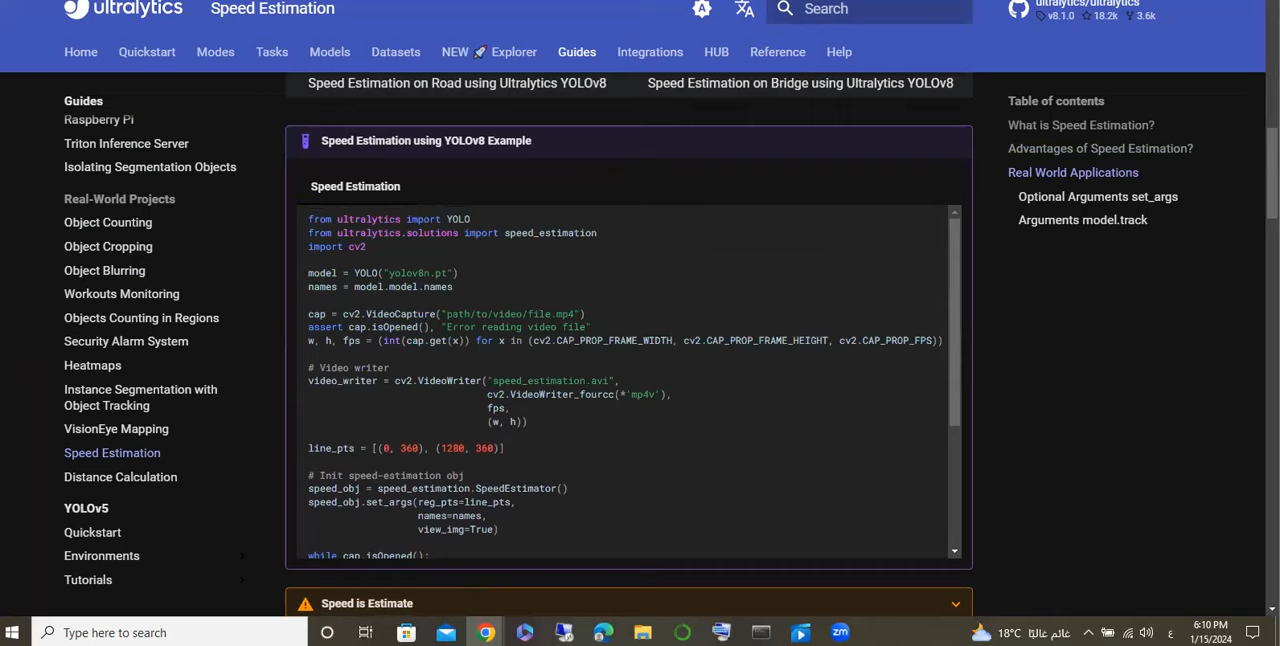 ultralytics
Speed Estimation
Search
ultralytics/ultralytics
v8.1.0 18.2k 3.6k
Home Quickstart Modes Tasks Models Datasets NEW 🚀 Explorer Guides Integrations HUB Reference Help
Speed Estimation on Road using Ultralytics YOLOv8
Speed Estimation on Bridge using Ultralytics YOLOv8
Guides
Raspberry Pi
Triton Inference Server
Isolating Segmentation Objects
Real-World Projects
Object Counting
Object Cropping
Object Blurring
Workouts Monitoring
Objects Counting in Regions
Security Alarm System
Heatmaps
Instance Segmentation with
Object Tracking
VisionEye Mapping
Speed Estimation
Distance Calculation
YOLOv5
Quickstart
Environments
Tutorials
Speed Estimation using YOLOv8 Example
Speed Estimation
from ultralytics import YOLO
from ultralytics.solutions import speed_estimation
import cv2
model = YOLO("yolov8n.pt")
names = model.model.names
cap = cv2.VideoCapture("path/to/video/file.mp4")
assert cap.isOpened(), "Error reading video file"
w, h, fps = (int(cap.get(x)) for x in (cv2.CAP_PROP_FRAME_WIDTH, cv2.CAP_PROP_FRAME_HEIGHT, cv2.CAP_PROP_FPS))
# Video writer
video_writer = cv2.VideoWriter("speed_estimation.avi",
cv2.VideoWriter_fourcc(*'mp4v'),
fps,
(w, h))
line_pts = [(0, 360), (1280, 360)]
# Init speed-estimation obj
speed_obj = speed_estimation.SpeedEstimator()
speed_obj.set_args(reg_pts=line_pts,
names=names,
view_img=True)
while cap.isOpened():
Speed is Estimate
Table of contents
What is Speed Estimation?
Advantages of Speed Estimation?
Real World Applications
Optional Arguments set_args
Arguments model.track
Type here to search
zm
18°C غائم غالبًا
ع
6:10 PM
1/15/2024